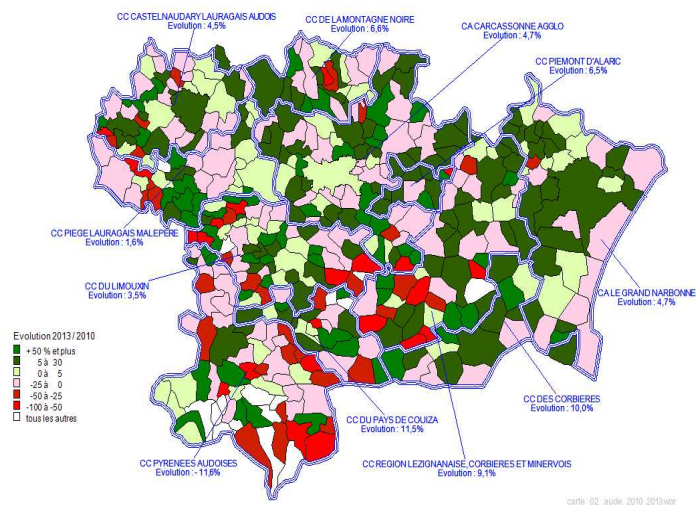 CC CASTELNAUDARY LAURAGAIS AUDOIS
Evolution : 4,5%
CC DE LA MONTAGNE NOIRE
Evolution : 6,6%
CA CARCASSONNE AGGLO
Evolution : 4,7%
CC PIEMONT D'ALARIC
Evolution : 6,5%
CC PIEGE LAURAGAIS MALEPERE
Evolution : 1,6%
CC DU LIMOUXIN
Evolution : 3,5%
CA LE GRAND NARBONNE
Evolution : 4,7%
Evolution 2013 / 2010
+ 50 % et plus
5 à 30
0 à 5
-25 à 0
-50 à -25
-100 à -50
tous les autres
CC DES CORBIERES
Evolution : 10,0%
CC DU PAYS DE COUIZA
Evolution : 11,5%
CC PYRENEES AUDOISES
Evolution : - 11,6%
CC REGION LEZIGNANAISE, CORBIERES ET MINERVOIS
Evolution : 9,1%
carte_02_aude_2010_2013.wor